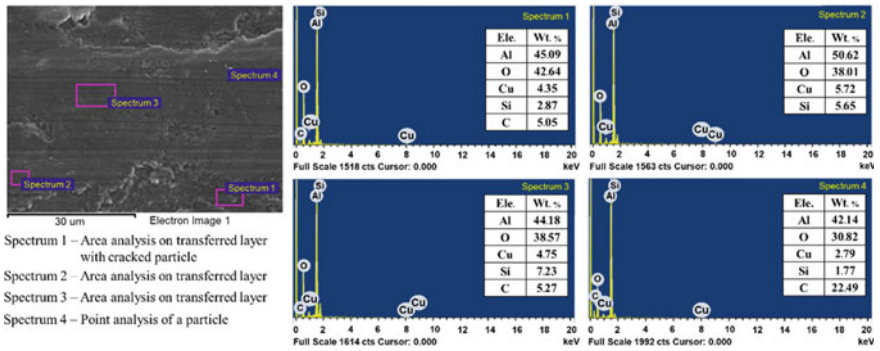 Spectrum 4
Spectrum 3
Spectrum 2
Spectrum 1
30 um
Electron Image 1
Spectrum 1 – Area analysis on transferred layer
with cracked particle
Spectrum 2 – Area analysis on transferred layer
Spectrum 3 – Area analysis on transferred layer
Spectrum 4 – Point analysis of a particle
Spectrum 1
Si
Al
O
C
Cu
Cu
Ele. Wt. %
Al 45.09
O 42.64
Cu 4.35
Si 2.87
C 5.05
0 2 4 6 8 10 12 14 16 18 20
Full Scale 1518 cts Cursor: 0.000 keV
Spectrum 2
Si
Al
O
Cu
Cu
Cu
Ele. Wt. %
Al 50.62
O 38.01
Cu 5.72
Si 5.65
0 2 4 6 8 10 12 14 16 18 20
Full Scale 1563 cts Cursor: 0.000 keV
Spectrum 3
Si
Al
O
C
Cu
Cu
Cu
Ele. Wt. %
Al 44.18
O 38.57
Cu 4.75
Si 7.23
C 5.27
0 2 4 6 8 10 12 14 16 18 20
Full Scale 1614 cts Cursor: 0.000 keV
Spectrum 4
Si
Al
O
C
Cu
Cu
Ele. Wt. %
Al 42.14
O 30.82
Cu 2.79
Si 1.77
C 22.49
0 2 4 6 8 10 12 14 16 18 20
Full Scale 1992 cts Cursor: 0.000 keV